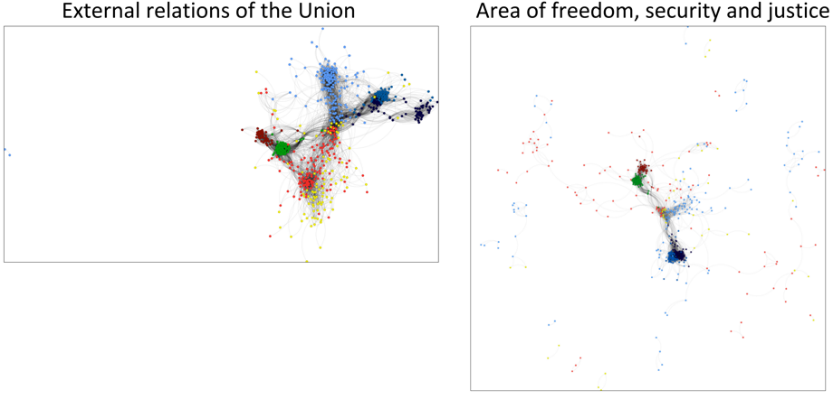 External relations of the Union
Area of freedom, security and justice